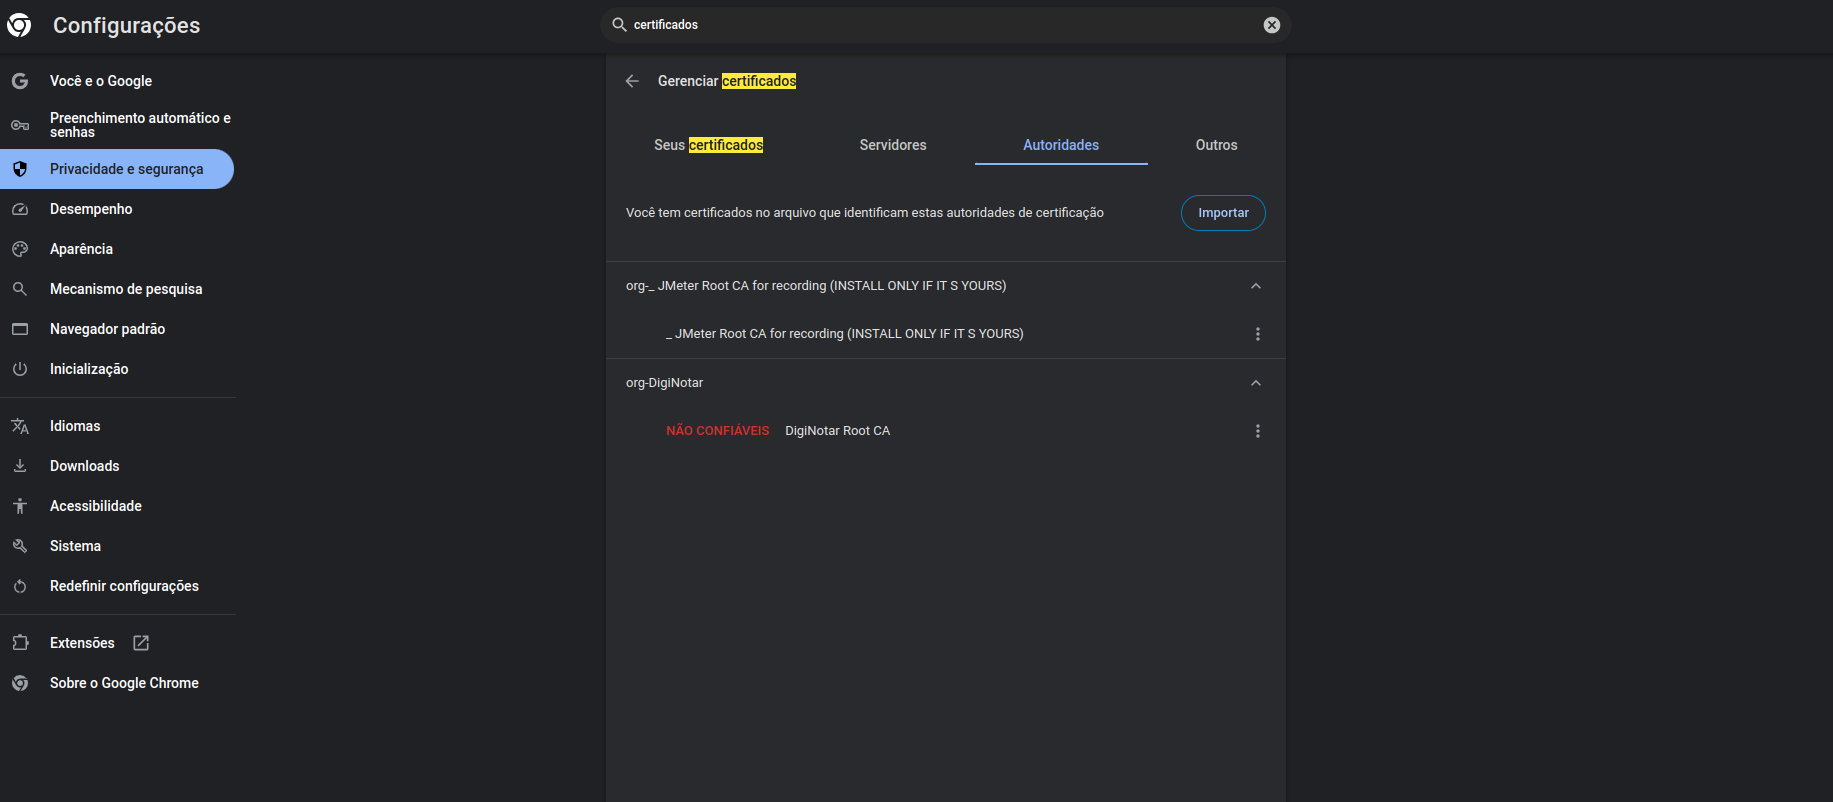 Configurações
certificados
Você e o Google
Preenchimento automático e
senhas
Privacidade e segurança
Desempenho
Aparência
Mecanismo de pesquisa
Navegador padrão
Inicialização
Idiomas
Downloads
Acessibilidade
Sistema
Redefinir configurações
Extensões
Sobre o Google Chrome
Gerenciar certificados
Seus certificados Servidores Autoridades Outros
Você tem certificados no arquivo que identificam estas autoridades de certificação Importar
org-_ JMeter Root CA for recording (INSTALL ONLY IF IT S YOURS)
_ JMeter Root CA for recording (INSTALL ONLY IF IT S YOURS)
org-DigiNotar
NÃO CONFIÁVEIS DigiNotar Root CA